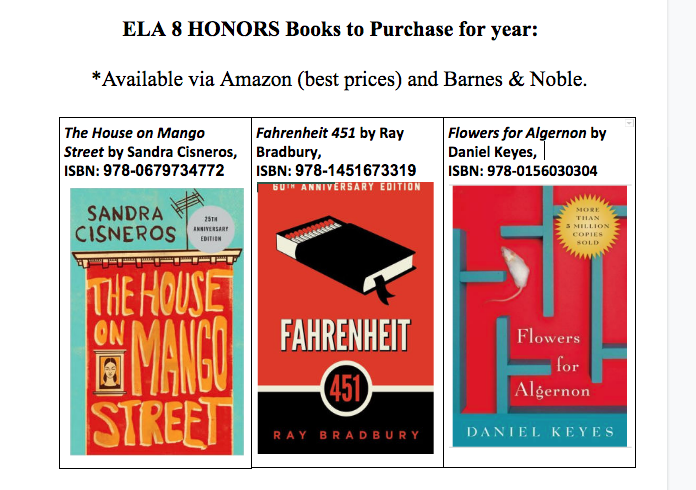 ELA 8 HONORS Books to Purchase for year:
*Available via Amazon (best prices) and Barnes & Noble.
The House on Mango
Street by Sandra Cisneros,
ISBN: 978-0679734772
SANDRA
CISNEROS
25TH
ANNIVERSARY
EDITION
THE HOUSE
ON MANGO
STREET
Fahrenheit 451 by Ray
Bradbury,
ISBN: 978-1451673319
60TH ANNIVERSARY EDITION
FAHRENHEIT
451
RAY BRADBURY
Flowers for Algernon by
Daniel Keyes,
ISBN: 978-0156030304
MORE
THAN
5 MILLION
COPIES
SOLD
Flowers
for
Algernon
DANIEL KEYES